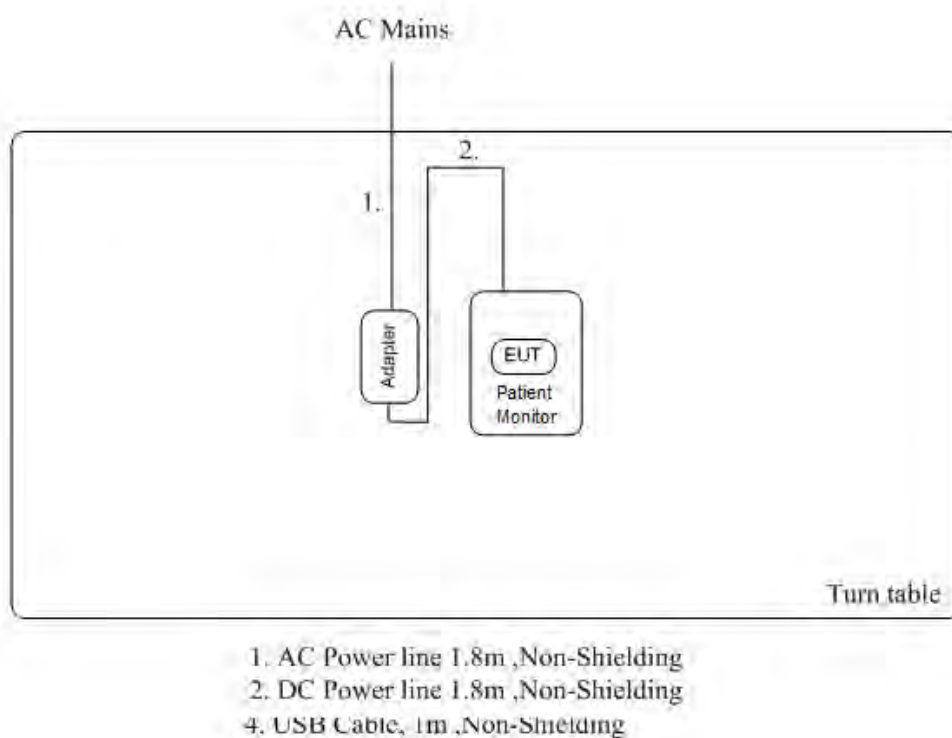 AC Mains
2.
1.
Adapter
EUT
Patient
Monitor
Turn table
1. AC Power line 1.8m ,Non-Shielding
2. DC Power line 1.8m ,Non-Shielding
4. USB Cable, 1m ,Non-Shielding